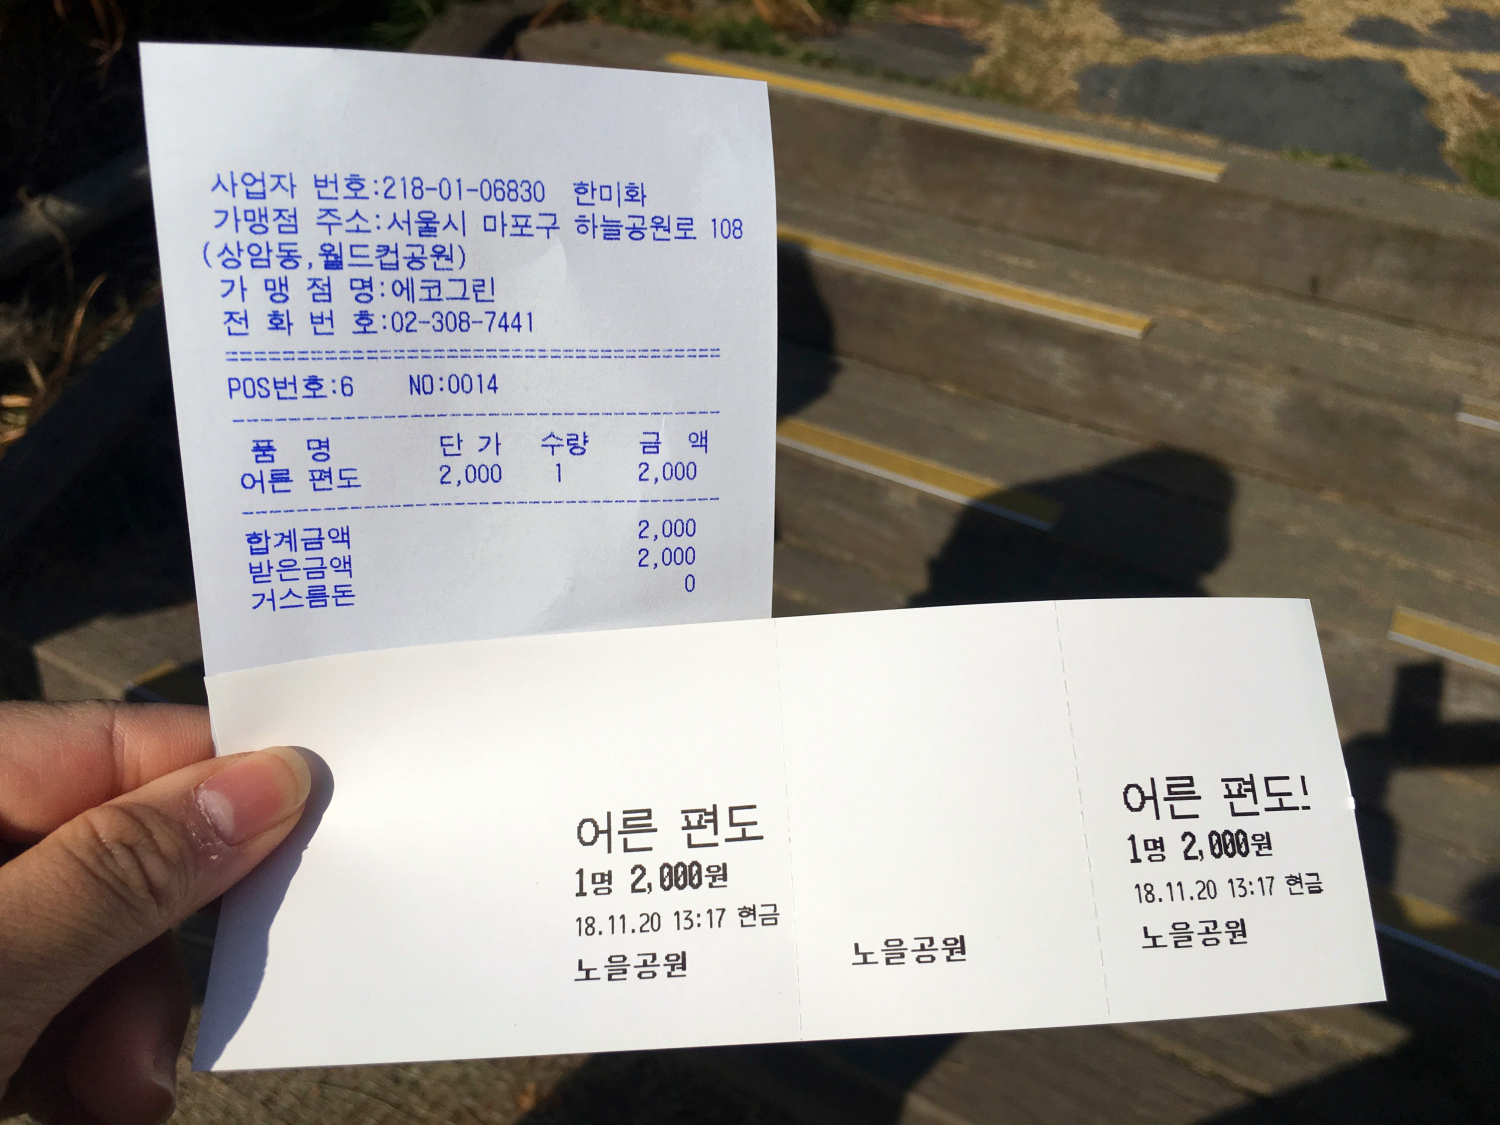 사업자 번호:218-01-06830 한미화
가맹점 주소:서울시 마포구 하늘공원로 108
(상암동,월드컵공원)
가 맹 점 명:에코그린
전 화 번 호:02-308-7441
POS번호:6 NO:0014
품 명 단 가 수량 금 액
어른 편도 2,000 1 2,000
합계금액 2,000
받은금액 2,000
거스름돈 0
어른 편도
1명 2,000원
18.11.20 13:17 현금
노을공원
노을공원
어른 편도!
1명 2,000원
18.11.20 13:17 현금
노을공원